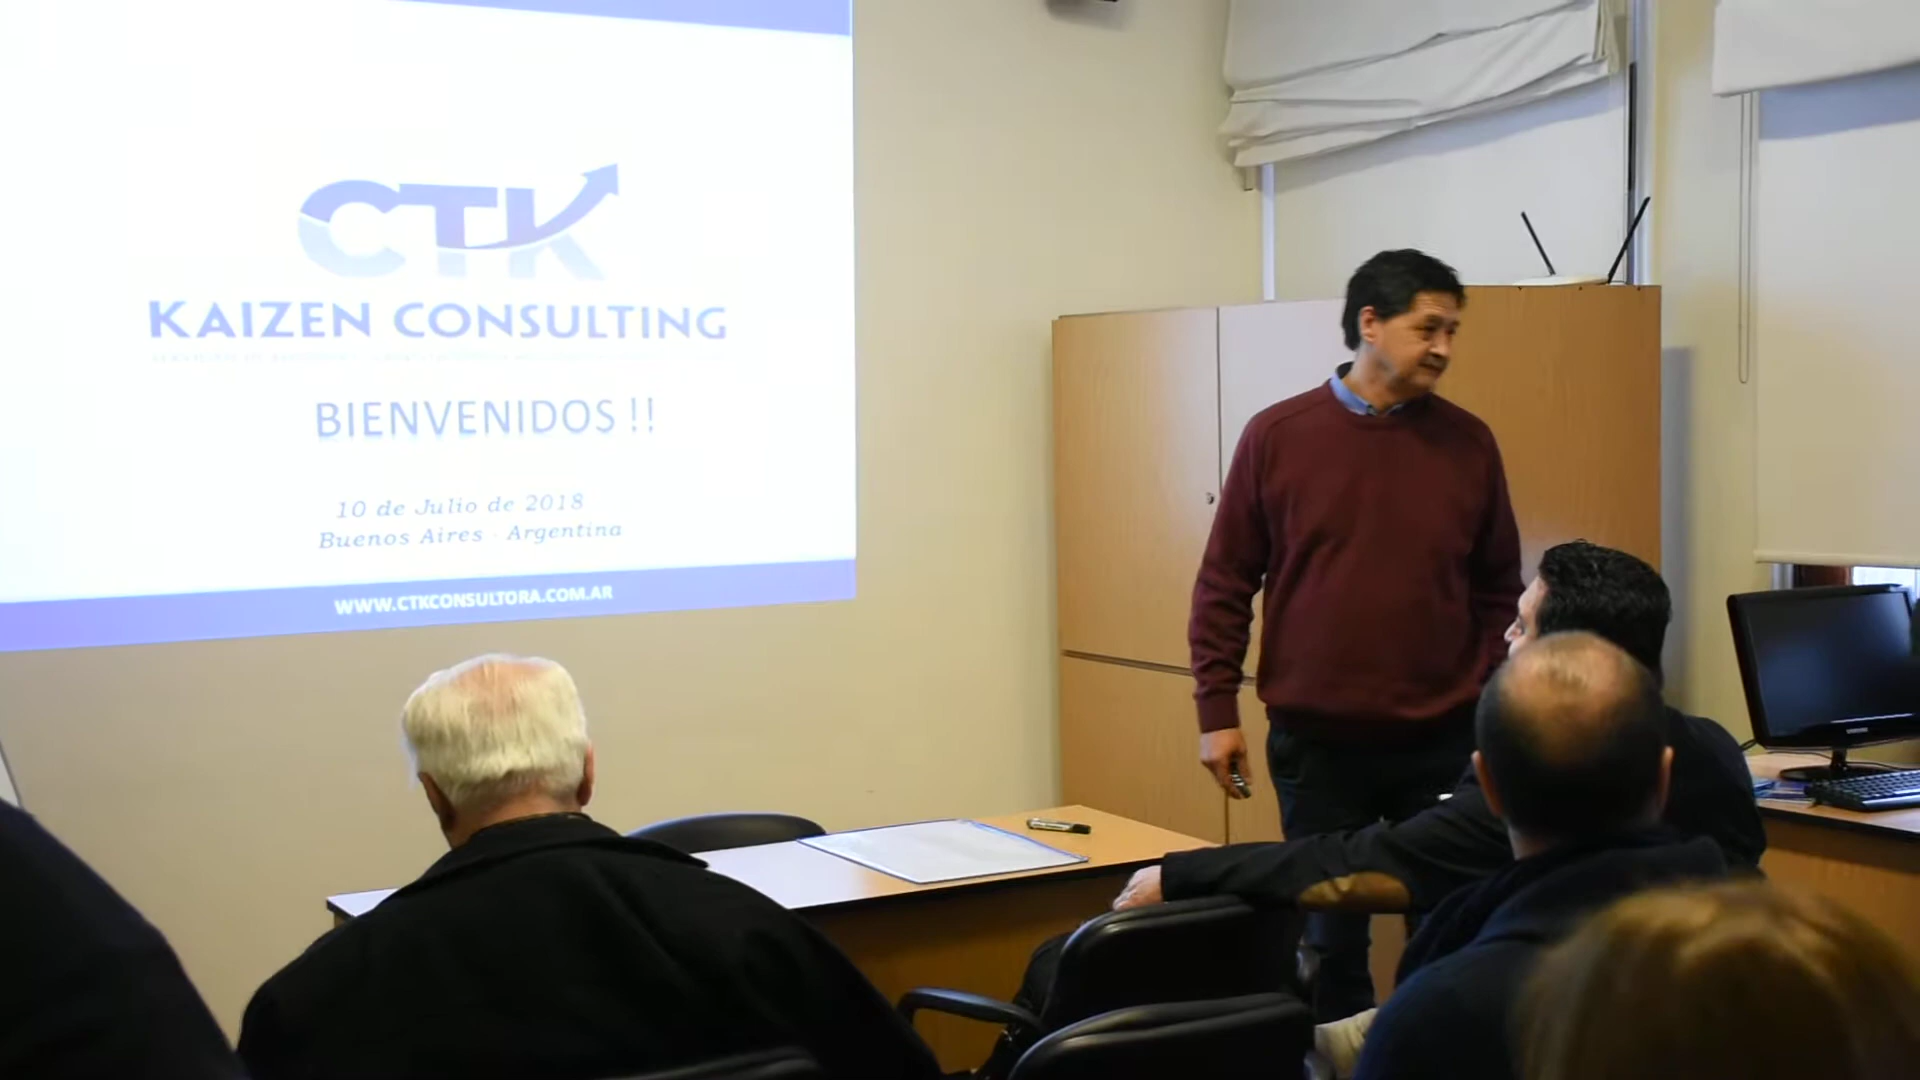 CTK
KAIZEN CONSULTING
BIENVENIDOS !!
10 de Julio de 2018
Buenos Aires - Argentina
WWW.CTKCONSULTORA.COM.AR